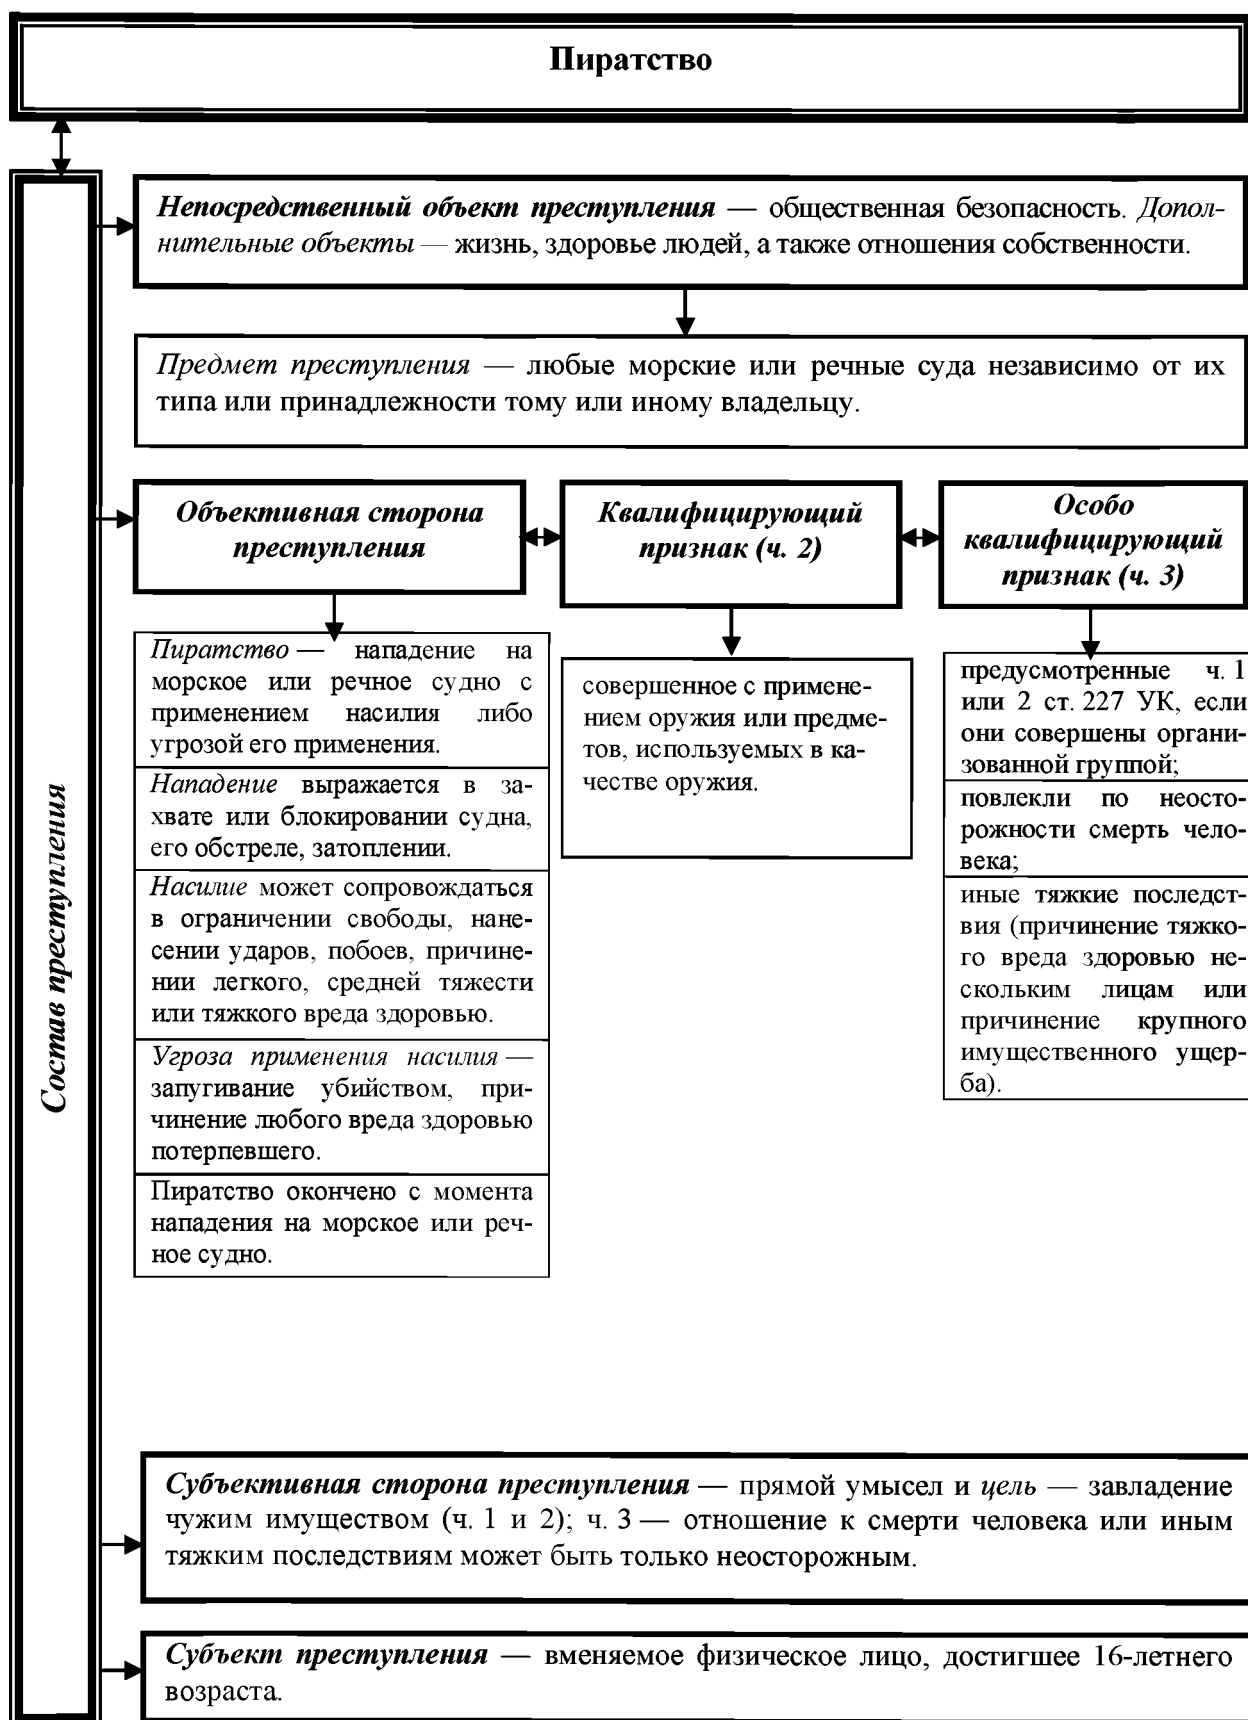 Пиратство
Состав преступления
Непосредственный объект преступления — общественная безопасность. Допол-
нительные объекты — жизнь, здоровье людей, а также отношения собственности.
Предмет преступления — любые морские или речные суда независимо от их
типа или принадлежности тому или иному владельцу.
Объективная сторона
преступления
Квалифицирующий
признак (ч. 2)
Особо
квалифицирующий
признак (ч. 3)
Пиратство — нападение на
морское или речное судно с
применением насилия либо
угрозой его применения.
Нападение выражается в за-
хвате или блокировании судна,
его обстреле, затоплении.
Насилие может сопровождаться
в ограничении свободы, нане-
сении ударов, побоев, причине-
нии легкого, средней тяжести
или тяжкого вреда здоровью.
Угроза применения насилия —
запугивание убийством, при-
чинение любого вреда здоровью
потерпевшего.
Пиратство окончено с момента
нападения на морское или реч-
ное судно.
совершенное с примене-
нием оружия или предме-
тов, используемых в ка-
честве оружия.
предусмотренные ч. 1
или 2 ст. 227 УК, если
они совершены органи-
зованной группой;
повлекли по неосто-
рожности смерть чело-
века;
иные тяжкие последст-
вия (причинение тяжко-
го вреда здоровью не-
скольким лицам или
причинение крупного
имущественного ущер-
ба).
Субъективная сторона преступления — прямой умысел и цель — завладение
чужим имуществом (ч. 1 и 2); ч. 3 — отношение к смерти человека или иным
тяжким последствиям может быть только неосторожным.
Субъект преступления — вменяемое физическое лицо, достигшее 16-летнего
возраста.